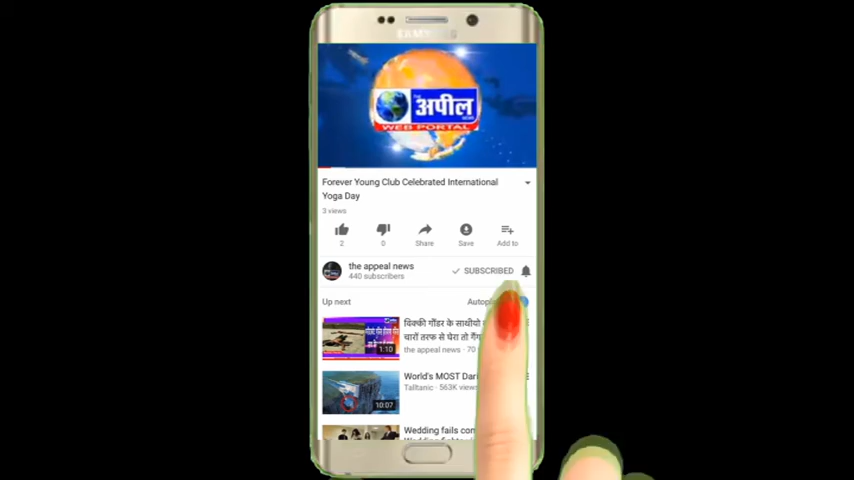 SAMSUNG
अपील
WEB PORTAL
Forever Young Club Celebrated International
Yoga Day
3 views
2
0
Share
Save
Add to
the appeal news
SUBSCRIBED
440 subscribers
Up next
विक्की गौंडर के साथीयो
चारों तरफ से घेरा तो
1:10
the appeal news - 70
World's MOST
Talltanic - 563K views
10:07
Wedding fails